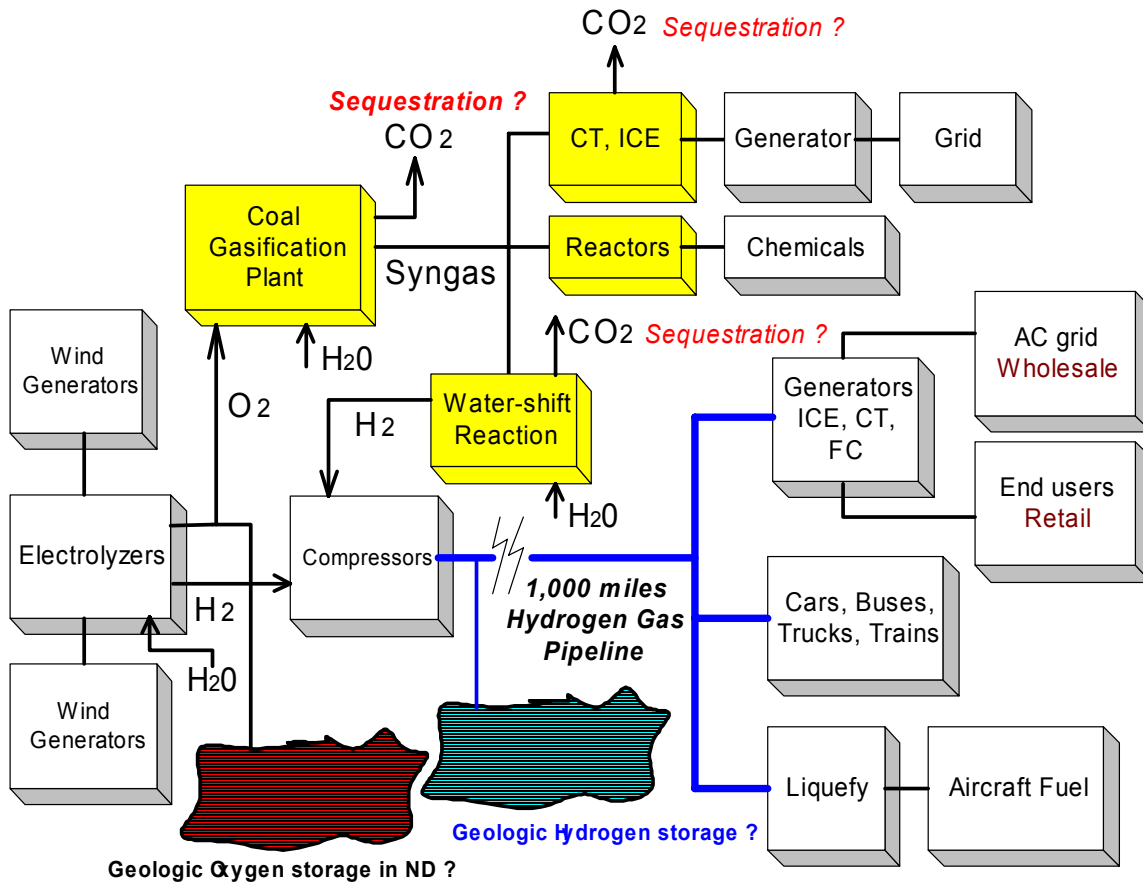 CO2 Sequestration ?
Sequestration ?
CO2
CT, ICE
Generator
Grid
Coal
Gasification
Plant
Syngas
Reactors
Chemicals
H20
O2
CO2 Sequestration ?
Water-shift
Reaction
H2
H20
Wind
Generators
Electrolyzers
H2
H20
Wind
Generators
Compressors
1,000 miles
Hydrogen Gas
Pipeline
Generators
ICE, CT,
FC
AC grid
Wholesale
End users
Retail
Cars, Buses,
Trucks, Trains
Liquefy
Aircraft Fuel
Geologic Hydrogen storage ?
Geologic Oxygen storage in ND ?